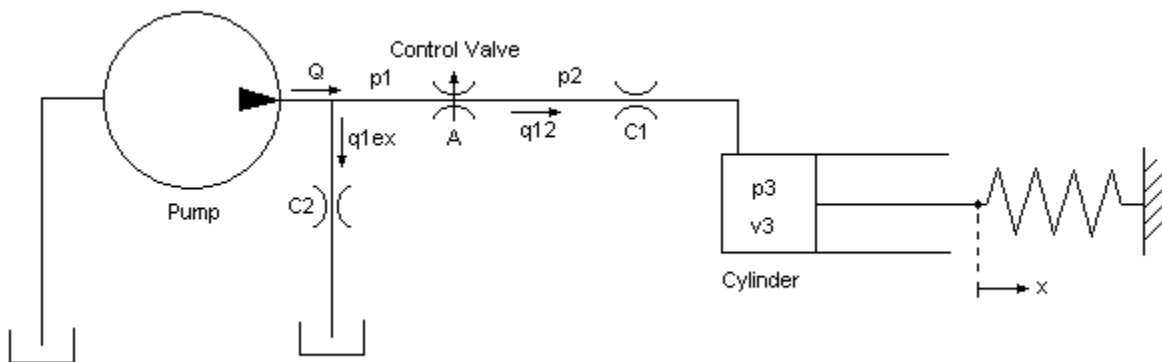 Control Valve
Q
p1
p2
q12
C1
A
q1ex
C2
Pump
p3
v3
Cylinder
x